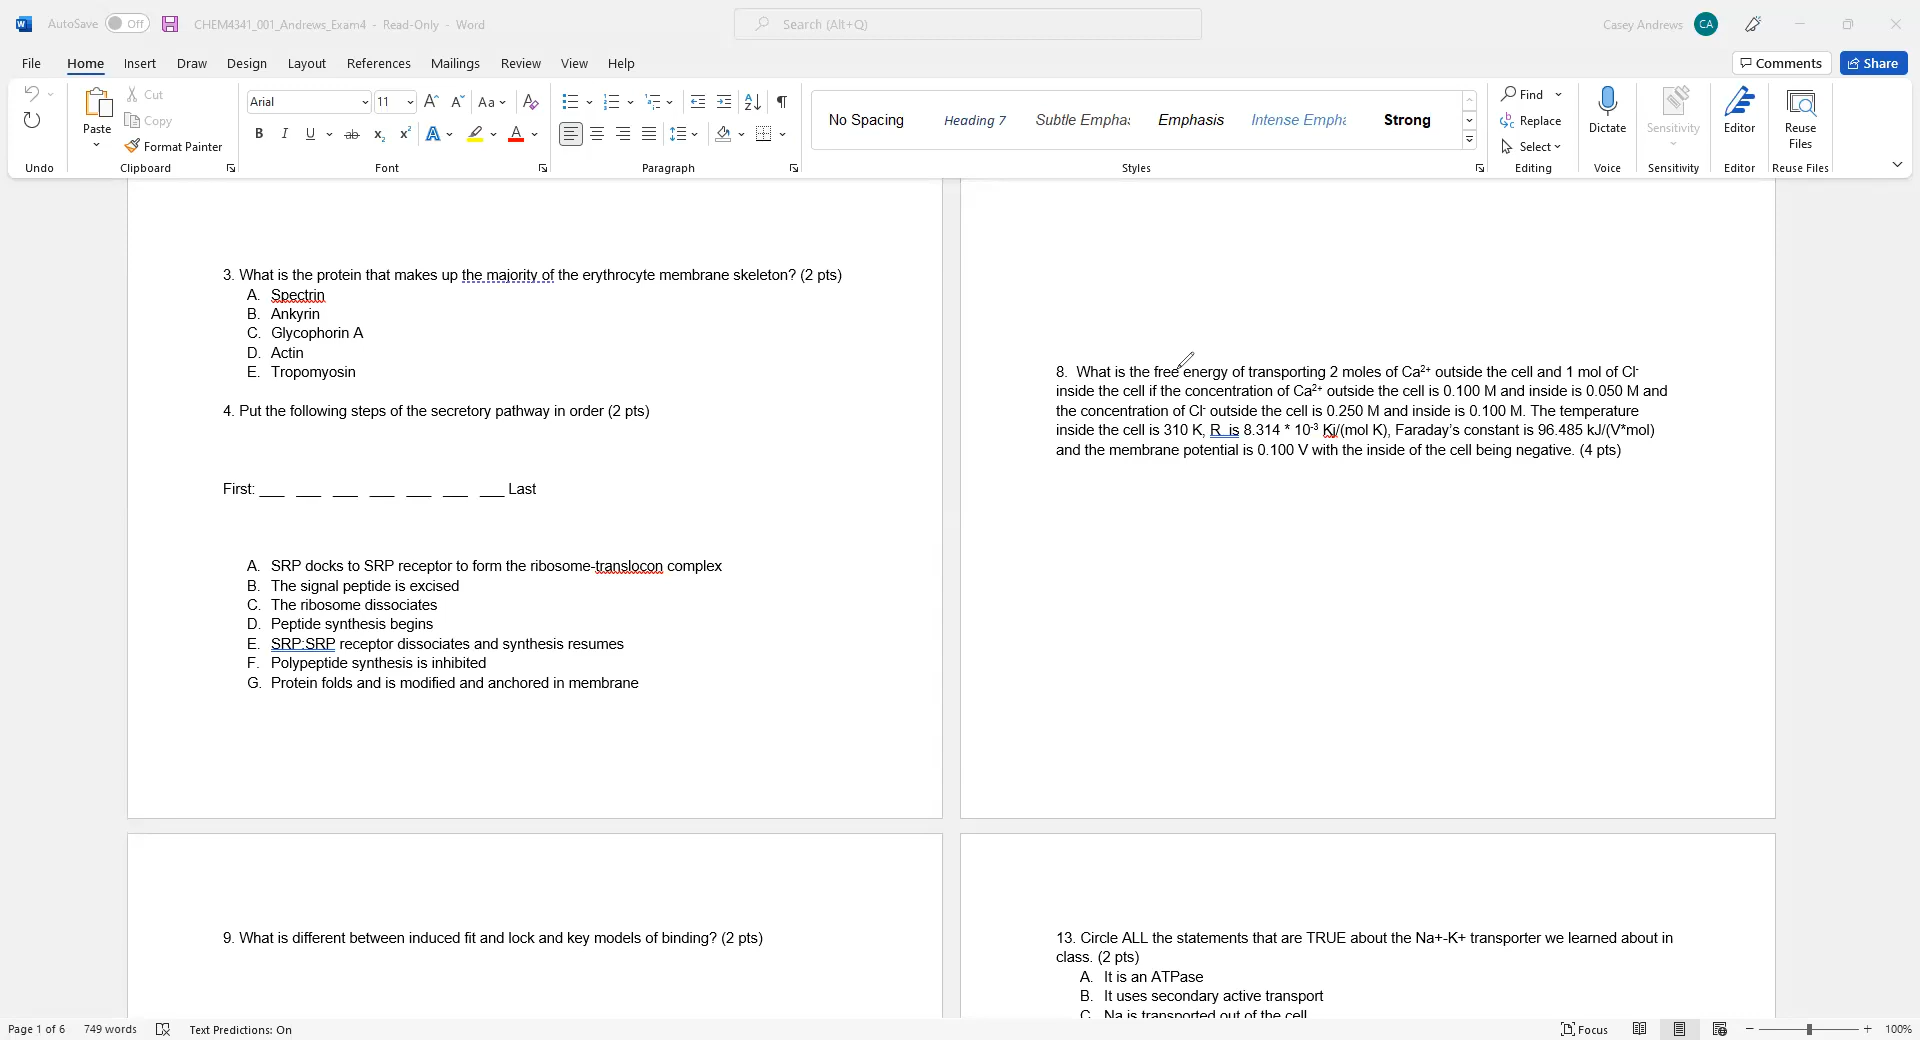 AutoSave Off CHEM4341_001_Andrews_Exam4 - Read-Only - Word Search (Alt+Q) Casey Andrews CA
File Home Insert Draw Design Layout References Mailings Review View Help Comments Share
Paste Cut Copy Format Painter
Arial 11 Aa
B I U ab x₂ x² A A
No Spacing Heading 7 Subtle Emphas Emphasis Intense Empha Strong
Find Replace Select
Dictate Sensitivity Editor Reuse Files
Undo Clipboard Font Paragraph Styles Editing Voice Sensitivity Editor Reuse Files
3. What is the protein that makes up the majority of the erythrocyte membrane skeleton? (2 pts)
A. Spectrin
B. Ankyrin
C. Glycophorin A
D. Actin
E. Tropomyosin
4. Put the following steps of the secretory pathway in order (2 pts)
First: ___ ___ ___ ___ ___ ___ ___ Last
A. SRP docks to SRP receptor to form the ribosome-translocon complex
B. The signal peptide is excised
C. The ribosome dissociates
D. Peptide synthesis begins
E. SRP:SRP receptor dissociates and synthesis resumes
F. Polypeptide synthesis is inhibited
G. Protein folds and is modified and anchored in membrane
8. What is the free energy of transporting 2 moles of Ca²⁺ outside the cell and 1 mol of Cl⁻
inside the cell if the concentration of Ca²⁺ outside the cell is 0.100 M and inside is 0.050 M and
the concentration of Cl⁻ outside the cell is 0.250 M and inside is 0.100 M. The temperature
inside the cell is 310 K, R is 8.314 * 10⁻³ Kj/(mol K), Faraday's constant is 96.485 kJ/(V*mol)
and the membrane potential is 0.100 V with the inside of the cell being negative. (4 pts)
9. What is different between induced fit and lock and key models of binding? (2 pts)
13. Circle ALL the statements that are TRUE about the Na+-K+ transporter we learned about in
class. (2 pts)
A. It is an ATPase
B. It uses secondary active transport
C. Na is transported out of the cell
Page 1 of 6 749 words Text Predictions: On Focus 100%